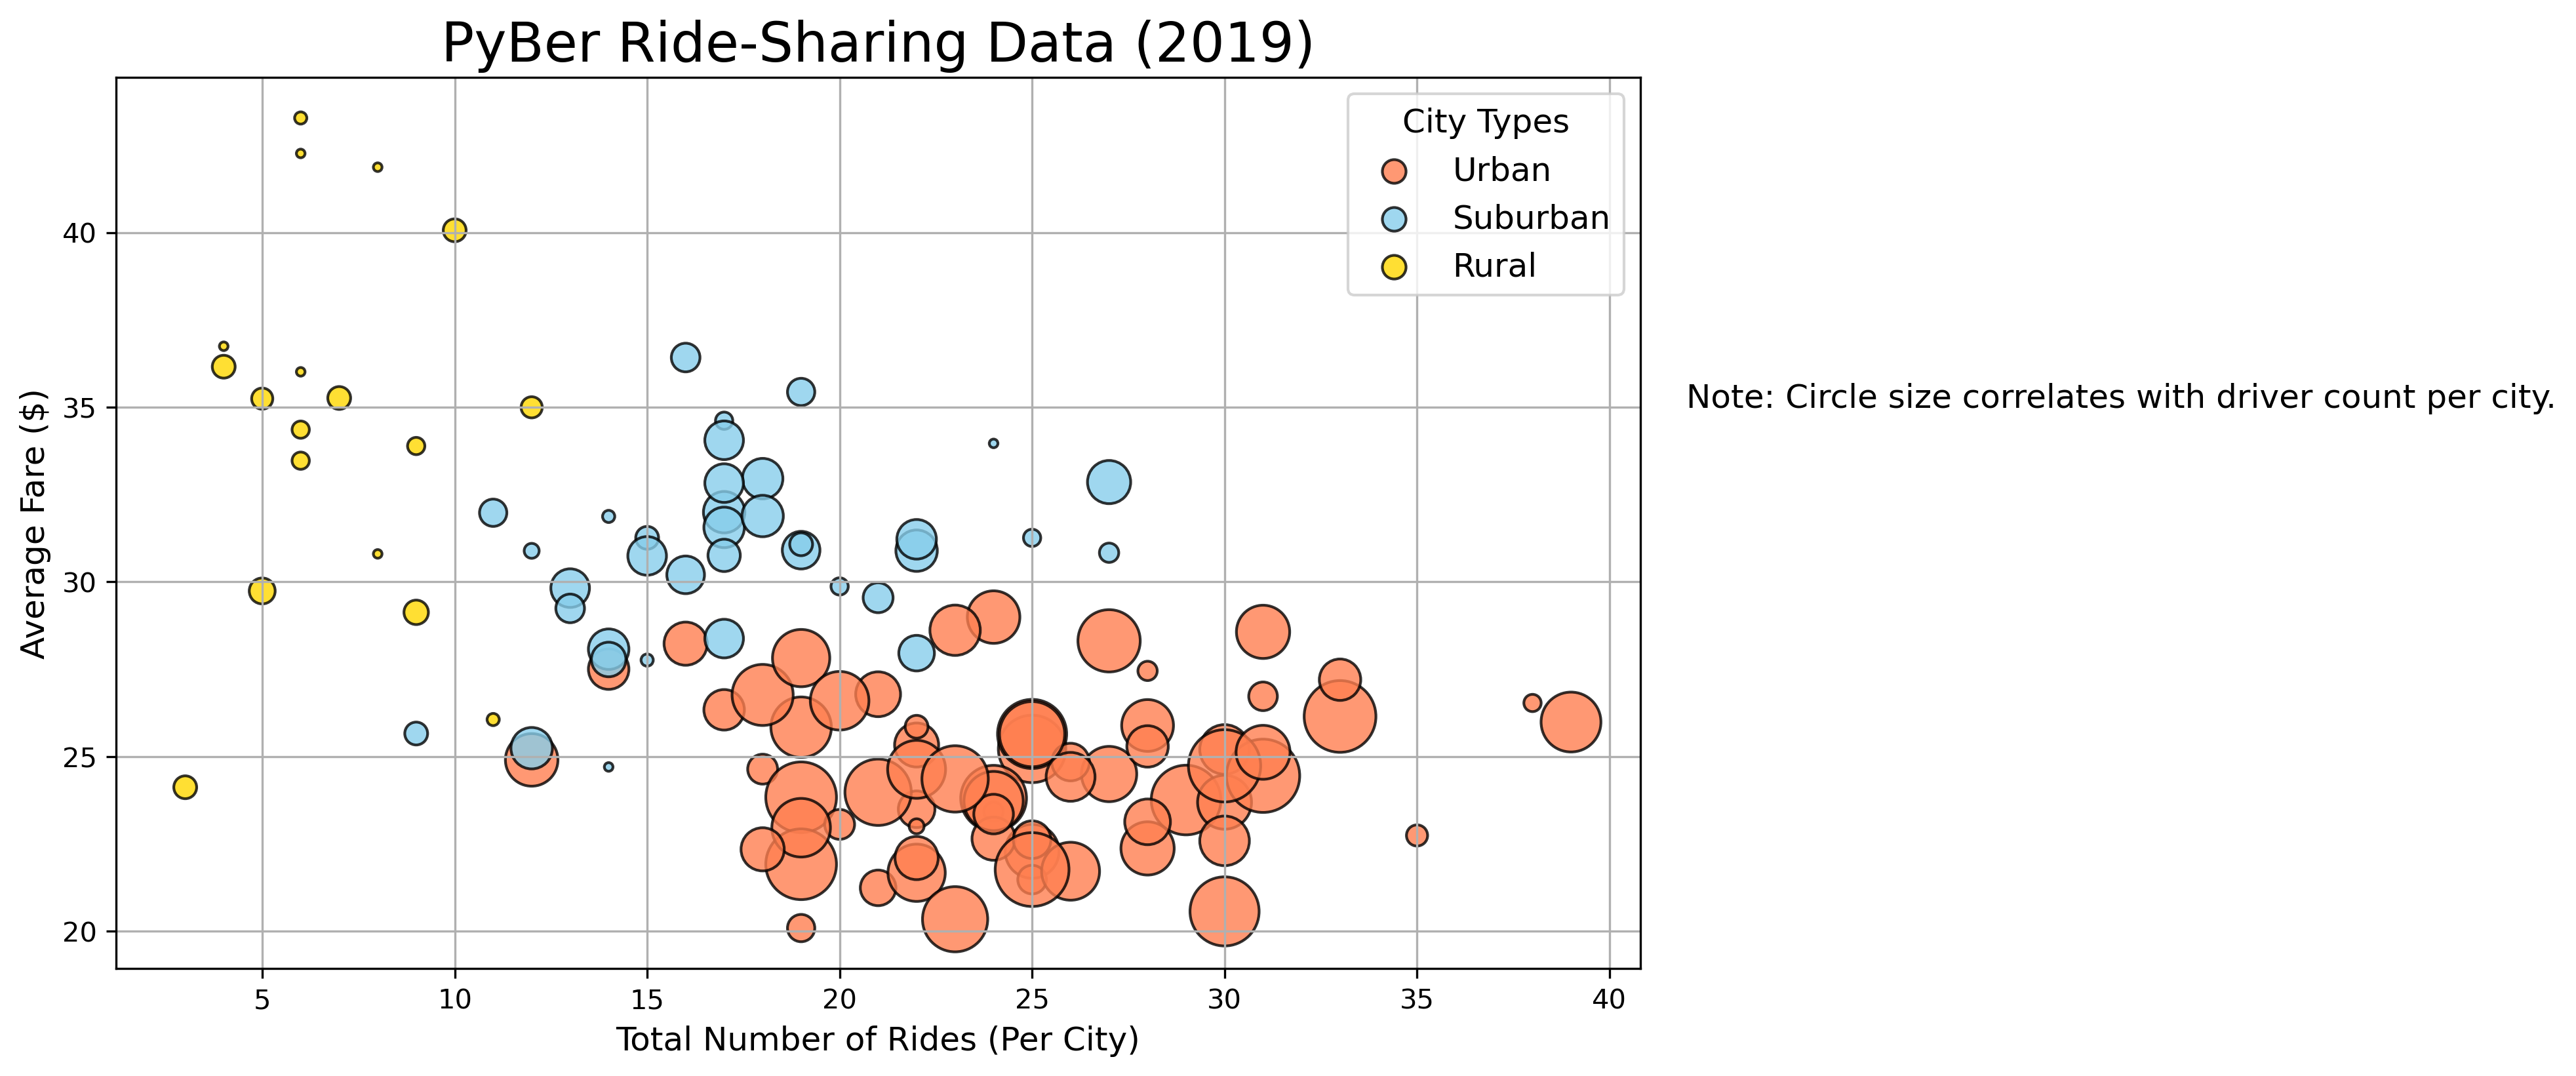 PyBer Ride-Sharing Data (2019)
City Types
Urban
Suburban
Rural
Average Fare ($)
40
35
30
25
20
5 10 15 20 25 30 35 40
Total Number of Rides (Per City)
Note: Circle size correlates with driver count per city.